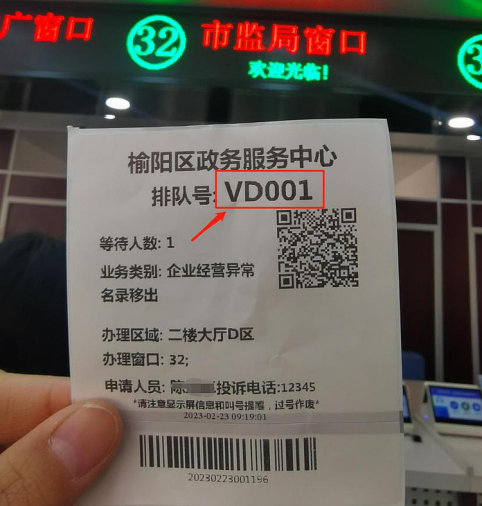 广窗口
32
市监局窗口
欢迎光临!
3
榆阳区政务服务中心
排队号:VD001
等待人数: 1
业务类别: 企业经营异常
名录移出
办理区域: 二楼大厅D区
办理窗口: 32;
申请人员: 陈 投诉电话:12345
*请注意显示屏信息和叫号提醒，过号作废*
2023-02-23 09:19:01
20230223001196